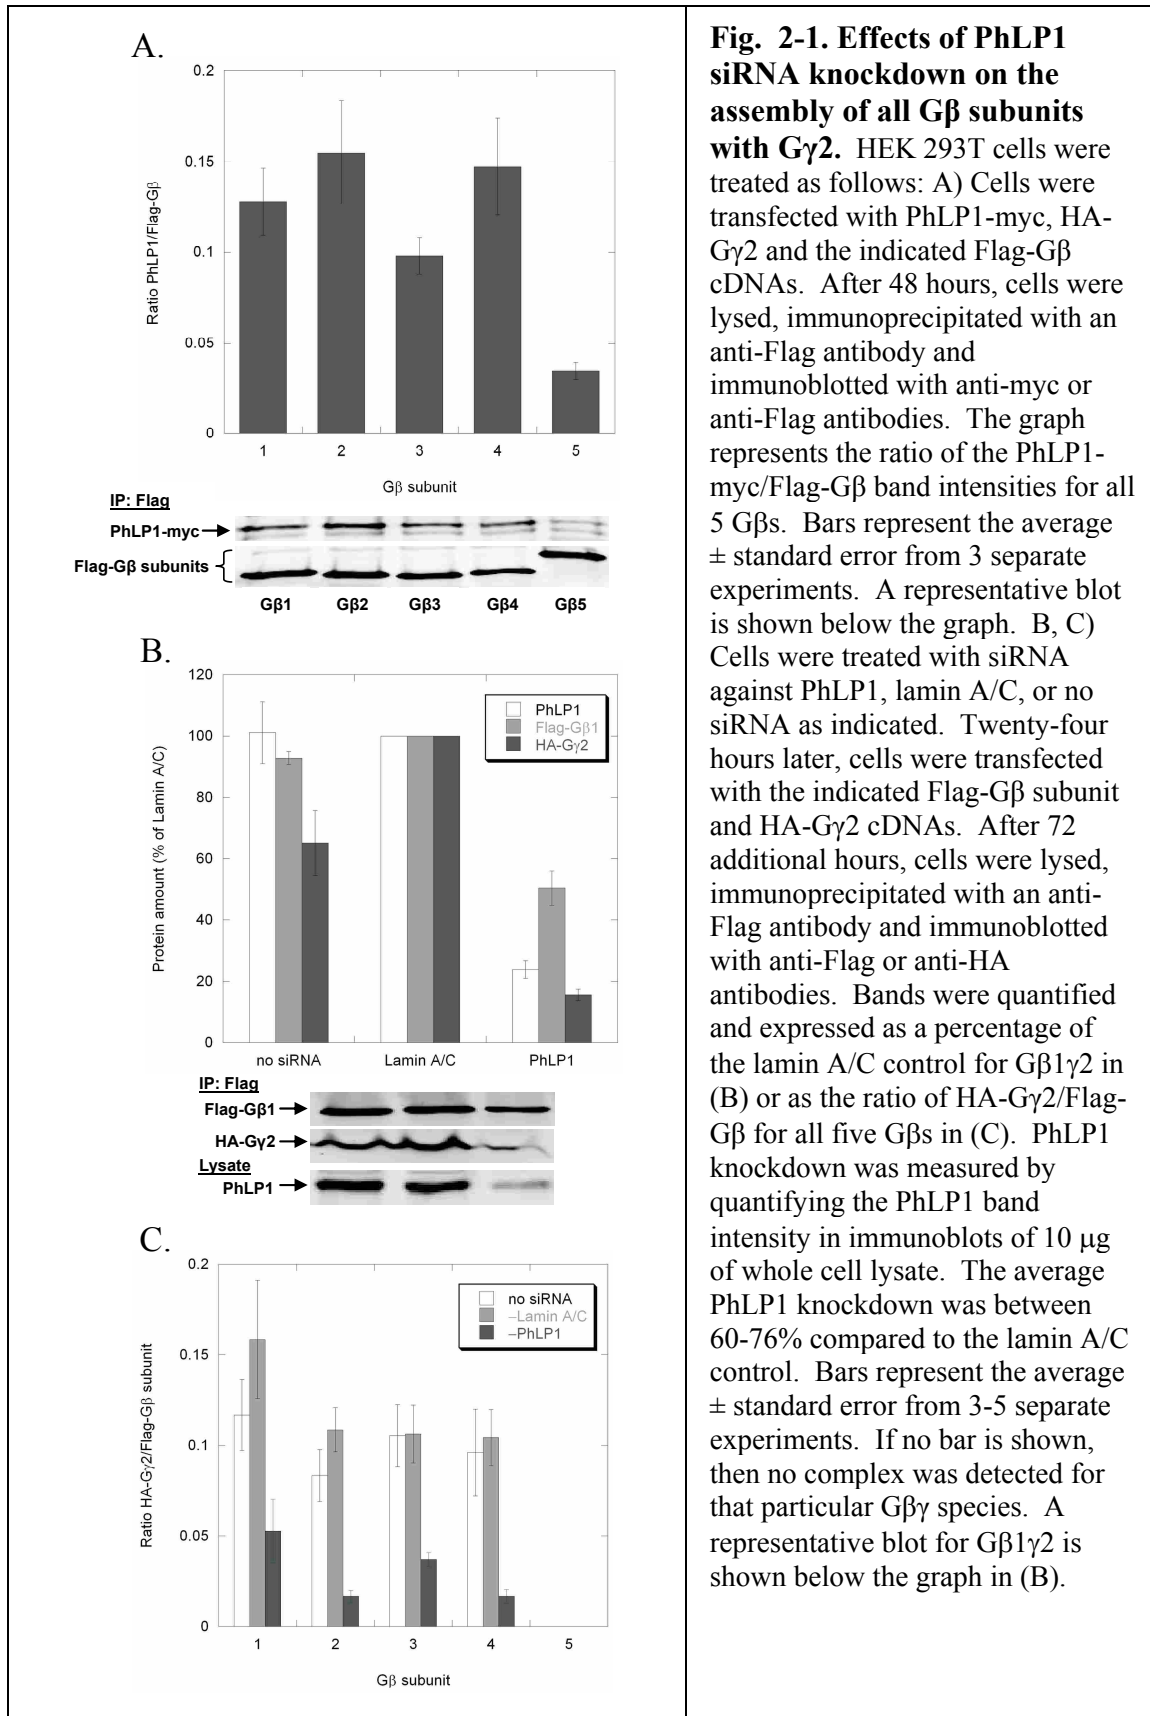 A.
0.2
0.15
0.1
0.05
0
Ratio PhLP1/Flag-Gβ
1 2 3 4 5
Gβ subunit
IP: Flag
PhLP1-myc
Flag-Gβ subunits
Gβ1 Gβ2 Gβ3 Gβ4 Gβ5
B.
120
100
80
60
40
20
0
Protein amount (% of Lamin A/C)
PhLP1
Flag-Gβ1
HA-Gγ2
no siRNA Lamin A/C PhLP1
IP: Flag
Flag-Gβ1
HA-Gγ2
Lysate
PhLP1
C.
0.2
0.15
0.1
0.05
0
Ratio HA-Gγ2/Flag-Gβ subunit
no siRNA
–Lamin A/C
–PhLP1
1 2 3 4 5
Gβ subunit
Fig. 2-1. Effects of PhLP1
siRNA knockdown on the
assembly of all Gβ subunits
with Gγ2. HEK 293T cells were
treated as follows: A) Cells were
transfected with PhLP1-myc, HA-
Gγ2 and the indicated Flag-Gβ
cDNAs. After 48 hours, cells were
lysed, immunoprecipitated with an
anti-Flag antibody and
immunoblotted with anti-myc or
anti-Flag antibodies. The graph
represents the ratio of the PhLP1-
myc/Flag-Gβ band intensities for all
5 Gβs. Bars represent the average
± standard error from 3 separate
experiments. A representative blot
is shown below the graph. B, C)
Cells were treated with siRNA
against PhLP1, lamin A/C, or no
siRNA as indicated. Twenty-four
hours later, cells were transfected
with the indicated Flag-Gβ subunit
and HA-Gγ2 cDNAs. After 72
additional hours, cells were lysed,
immunoprecipitated with an anti-
Flag antibody and immunoblotted
with anti-Flag or anti-HA
antibodies. Bands were quantified
and expressed as a percentage of
the lamin A/C control for Gβ1γ2 in
(B) or as the ratio of HA-Gγ2/Flag-
Gβ for all five Gβs in (C). PhLP1
knockdown was measured by
quantifying the PhLP1 band
intensity in immunoblots of 10 μg
of whole cell lysate. The average
PhLP1 knockdown was between
60-76% compared to the lamin A/C
control. Bars represent the average
± standard error from 3-5 separate
experiments. If no bar is shown,
then no complex was detected for
that particular Gβγ species. A
representative blot for Gβ1γ2 is
shown below the graph in (B).